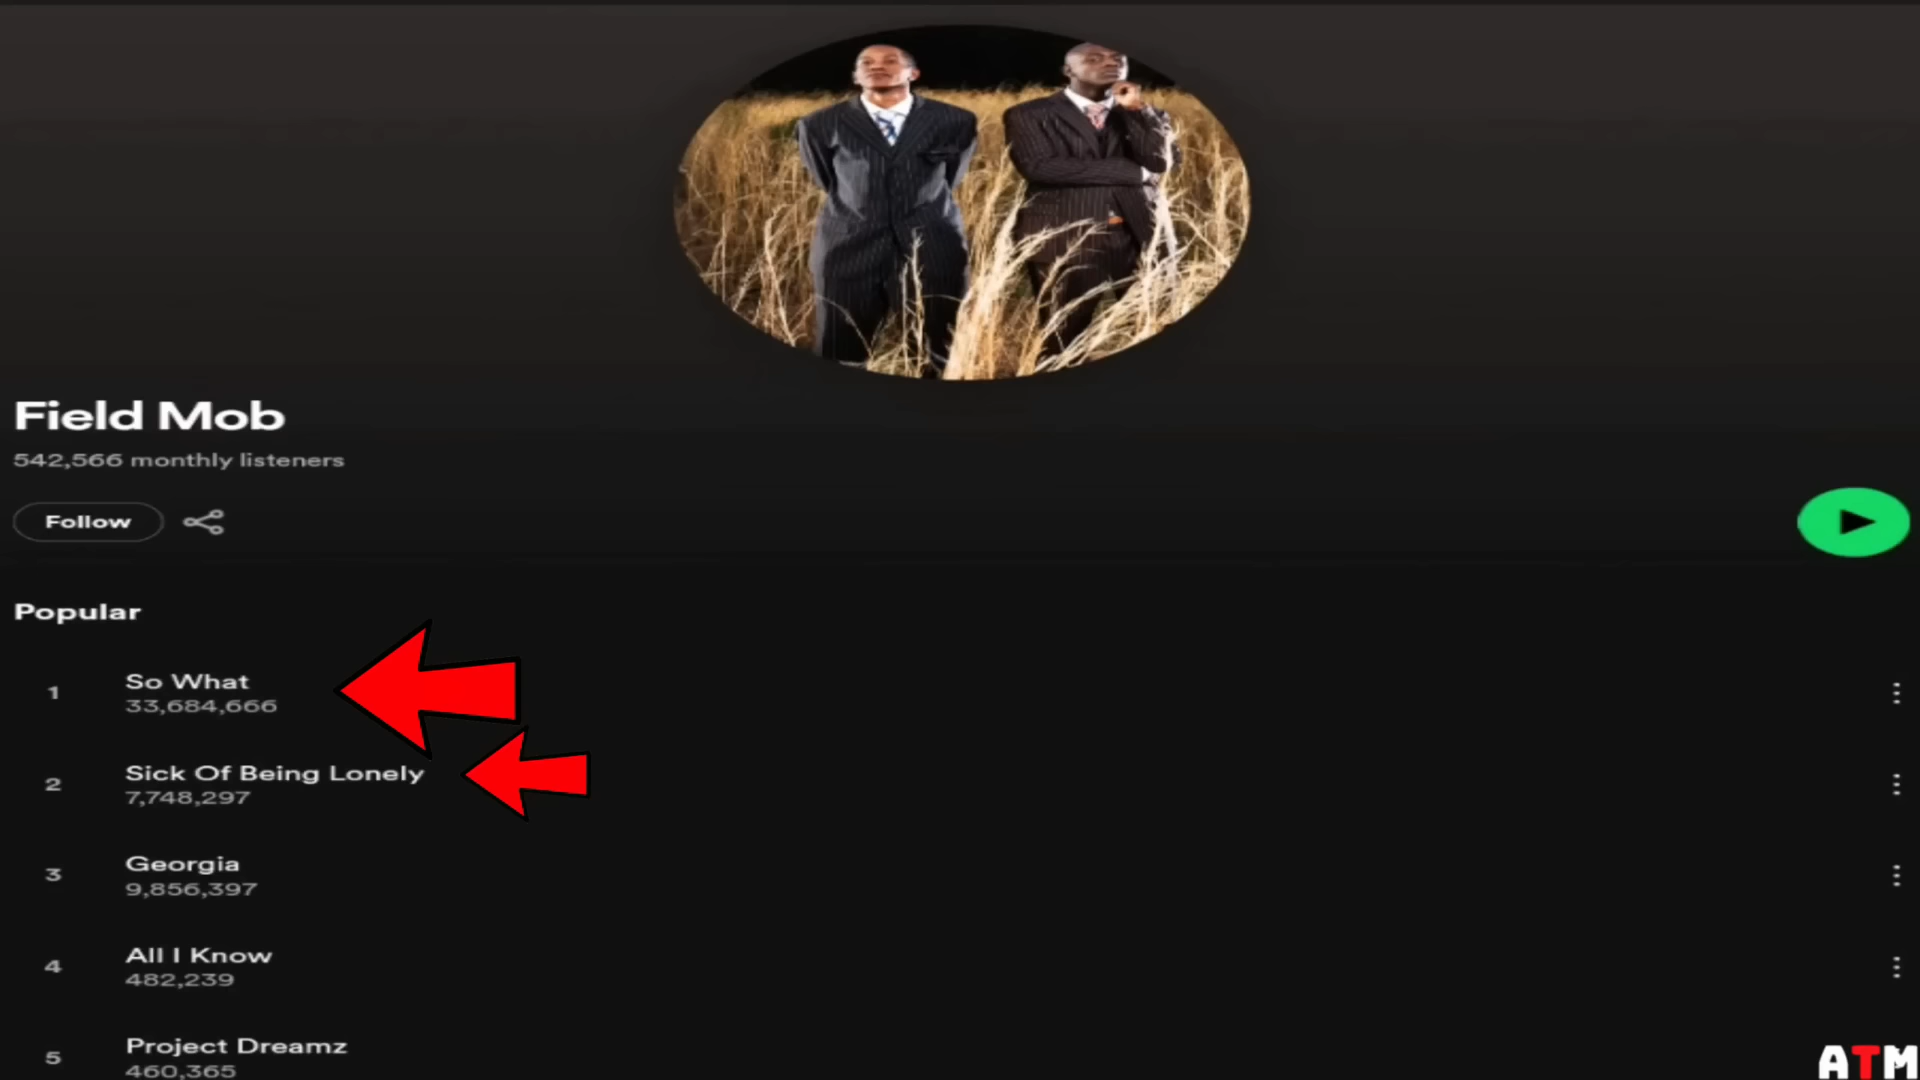 Field Mob
542,566 monthly listeners
Follow
Popular
1
So What
33,684,666
2
Sick Of Being Lonely
7,748,297
3
Georgia
9,856,397
4
All I Know
482,239
5
Project Dreamz
460,365
ATM